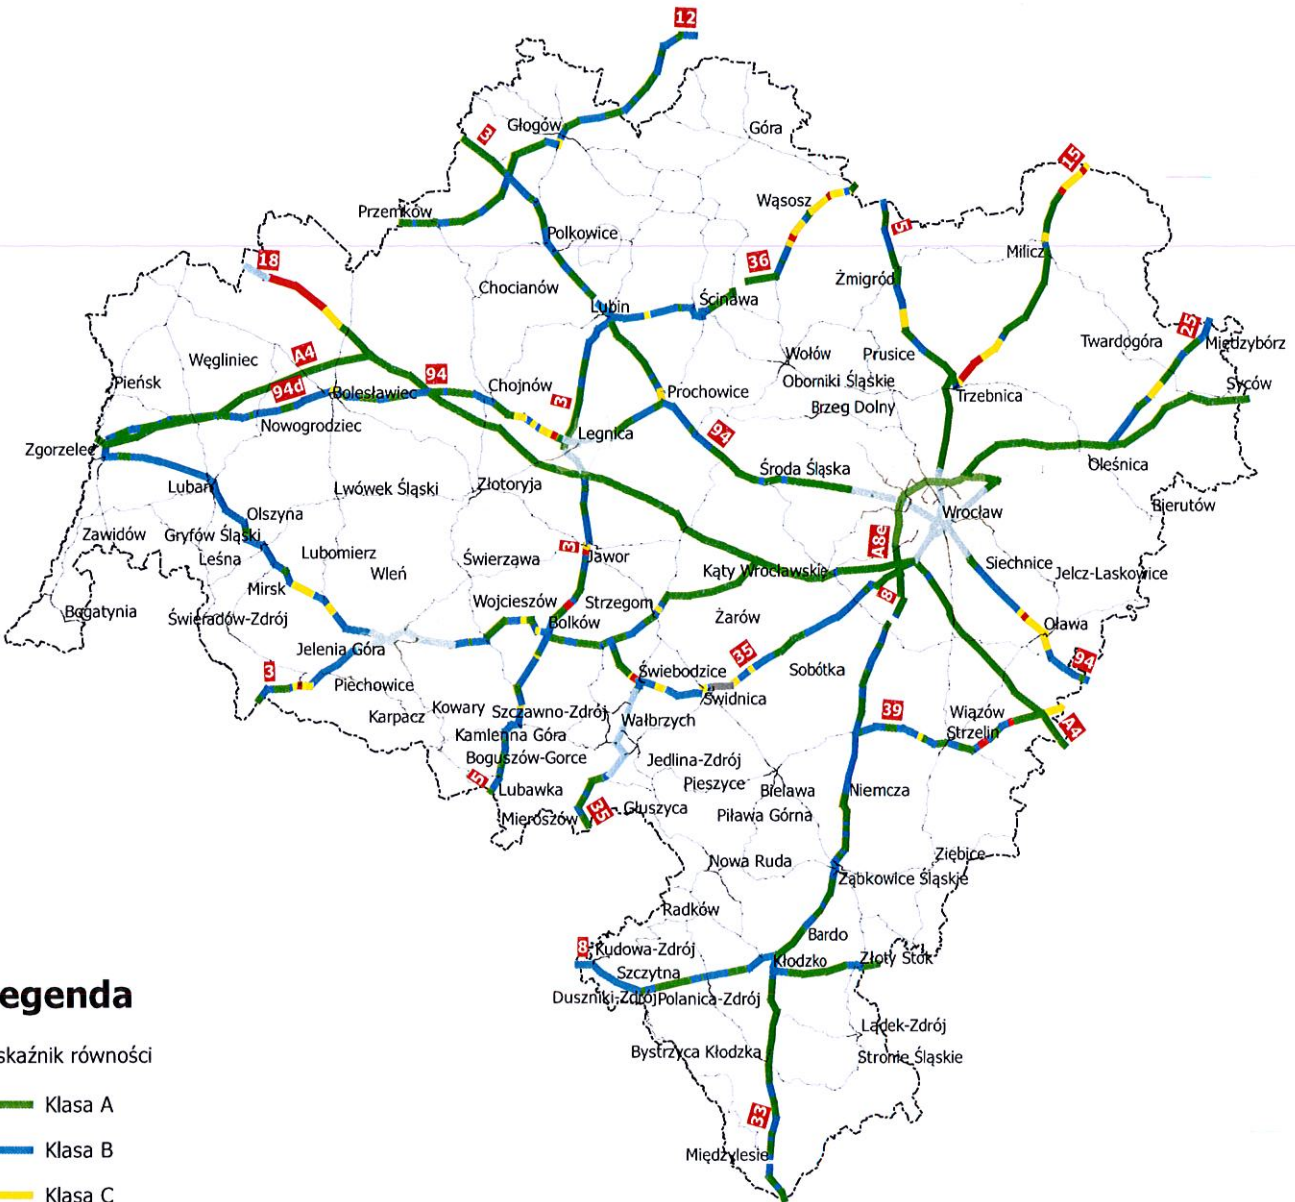 12
3
Głogów
Góra
15
Przemków
Wąsosz
5
Polkowice
Milicz
18
36
Żmigród
Chocianów
Ścinawa
Lubin
25
Węgliniec
A4
Wołów
Prusice
Twardogóra
Międzybórz
Pieńsk
94d
94
Chojnów
Oborniki Śląskie
Syców
Bolesławiec
3
Prochowice
Brzeg Dolny
Trzebnica
Nowogrodziec
94
Legnica
Zgorzelec
Środa Śląska
Oleśnica
Lubań
Lwówek Śląski
Złotoryja
Olszyna
Wrocław
Bierutów
Zawidów
Gryfów Śląski
A8e
Leśna
Lubomierz
Świerzawa
3
Jawor
Kąty Wrocławskie
Siechnice
Jelcz-Laskowice
Wleń
Mirsk
8
Bogatynia
Świeradów-Zdrój
Wojcieszów
Strzegom
Żarów
Bolków
Oława
Jelenia Góra
35
94
3
Piechowice
Świebodzice
Sobótka
Świdnica
Kowary
Szczawno-Zdrój
39
Wiązów
Karpacz
Wałbrzych
A4
Kamienna Góra
Strzelin
Boguszów-Gorce
Jedlina-Zdrój
5
Lubawka
Pieszyce
Bielawa
Niemcza
Mieroszów
35
Głuszyca
Piława Górna
Nowa Ruda
Ziębice
Ząbkowice Śląskie
Radków
Bardo
8
Kudowa-Zdrój
Kłodzko
Złoty Stok
Szczytna
Duszniki-Zdrój
Polanica-Zdrój
Lądek-Zdrój
Bystrzyca Kłodzka
Stronie Śląskie
33
Międzylesie
egenda
skaźnik równości
Klasa A
Klasa B
Klasa C